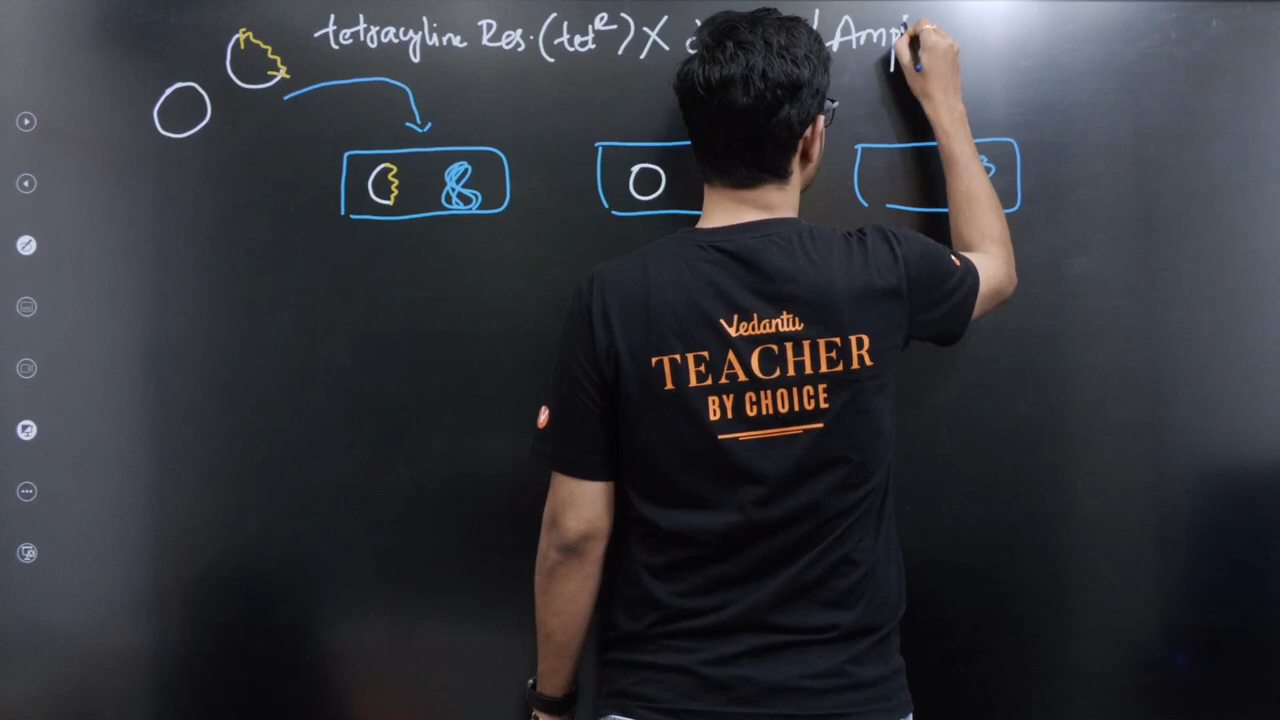 tetracyline Res. (tet^R) X Amp
Vedantu
TEACHER
BY CHOICE